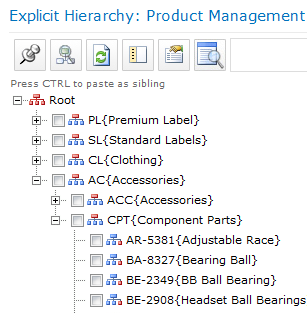 Explicit Hierarchy: Product Management
Press CTRL to paste as sibling
Root
PL{Premium Label}
SL{Standard Labels}
CL{Clothing}
AC{Accessories}
ACC{Accessories}
CPT{Component Parts}
AR-5381{Adjustable Race}
BA-8327{Bearing Ball}
BE-2349{BB Ball Bearing}
BE-2908{Headset Ball Bearings